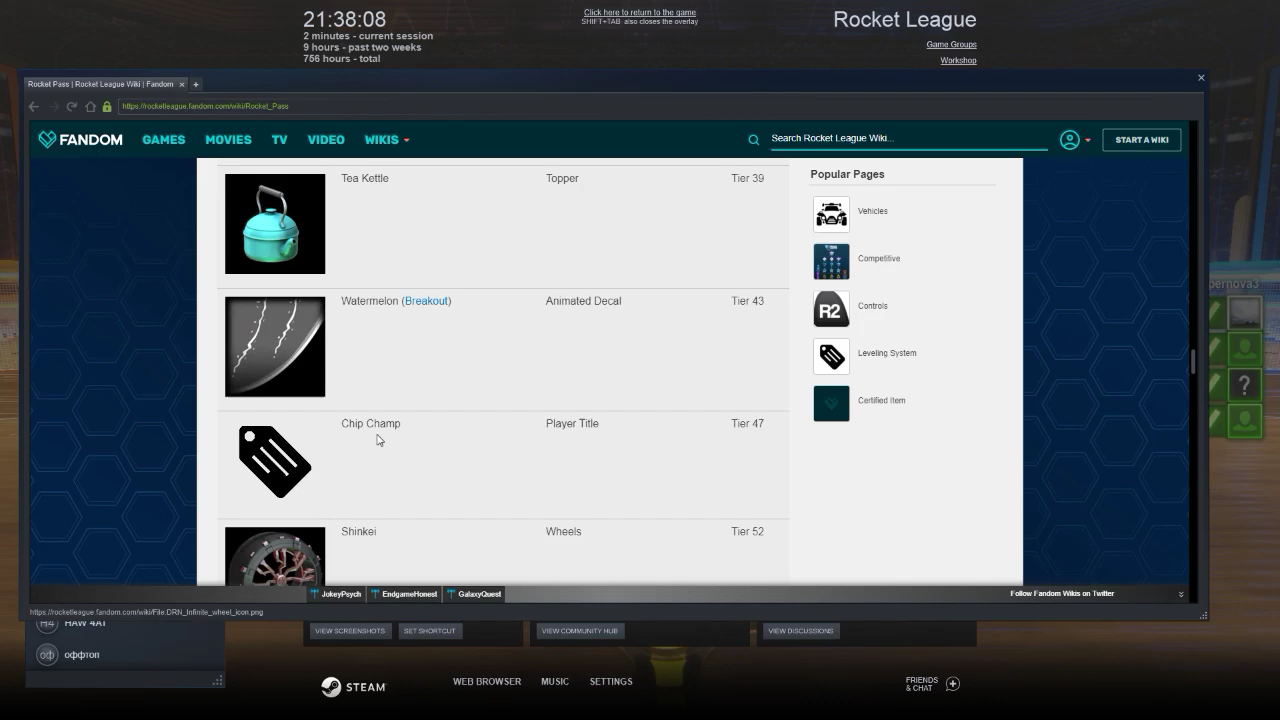 21:38:08
2 minutes - current session
9 hours - past two weeks
756 hours - total
Click here to return to the game
SHIFT+TAB also closes the overlay
Rocket League
Game Groups
Workshop
Rocket Pass | Rocket League Wiki | Fandom
https://rocketleague.fandom.com/wiki/Rocket_Pass
FANDOM GAMES MOVIES TV VIDEO WIKIS
Search Rocket League Wiki...
START A WIKI
Tea Kettle Topper Tier 39
Watermelon (Breakout) Animated Decal Tier 43
Chip Champ Player Title Tier 47
Shinkei Wheels Tier 52
Popular Pages
Vehicles
Competitive
R2 Controls
Leveling System
Certified Item
pernova3
?
JokeyPsych EndgameHonest GalaxyQuest
Follow Fandom Wikis on Twitter
https://rocketleague.fandom.com/wiki/File:DRN_Infinite_wheel_icon.png
VIEW SCREENSHOTS SET SHORTCUT VIEW COMMUNITY HUB VIEW DISCUSSIONS
оф оффтоп
STEAM
WEB BROWSER MUSIC SETTINGS
FRIENDS
& CHAT